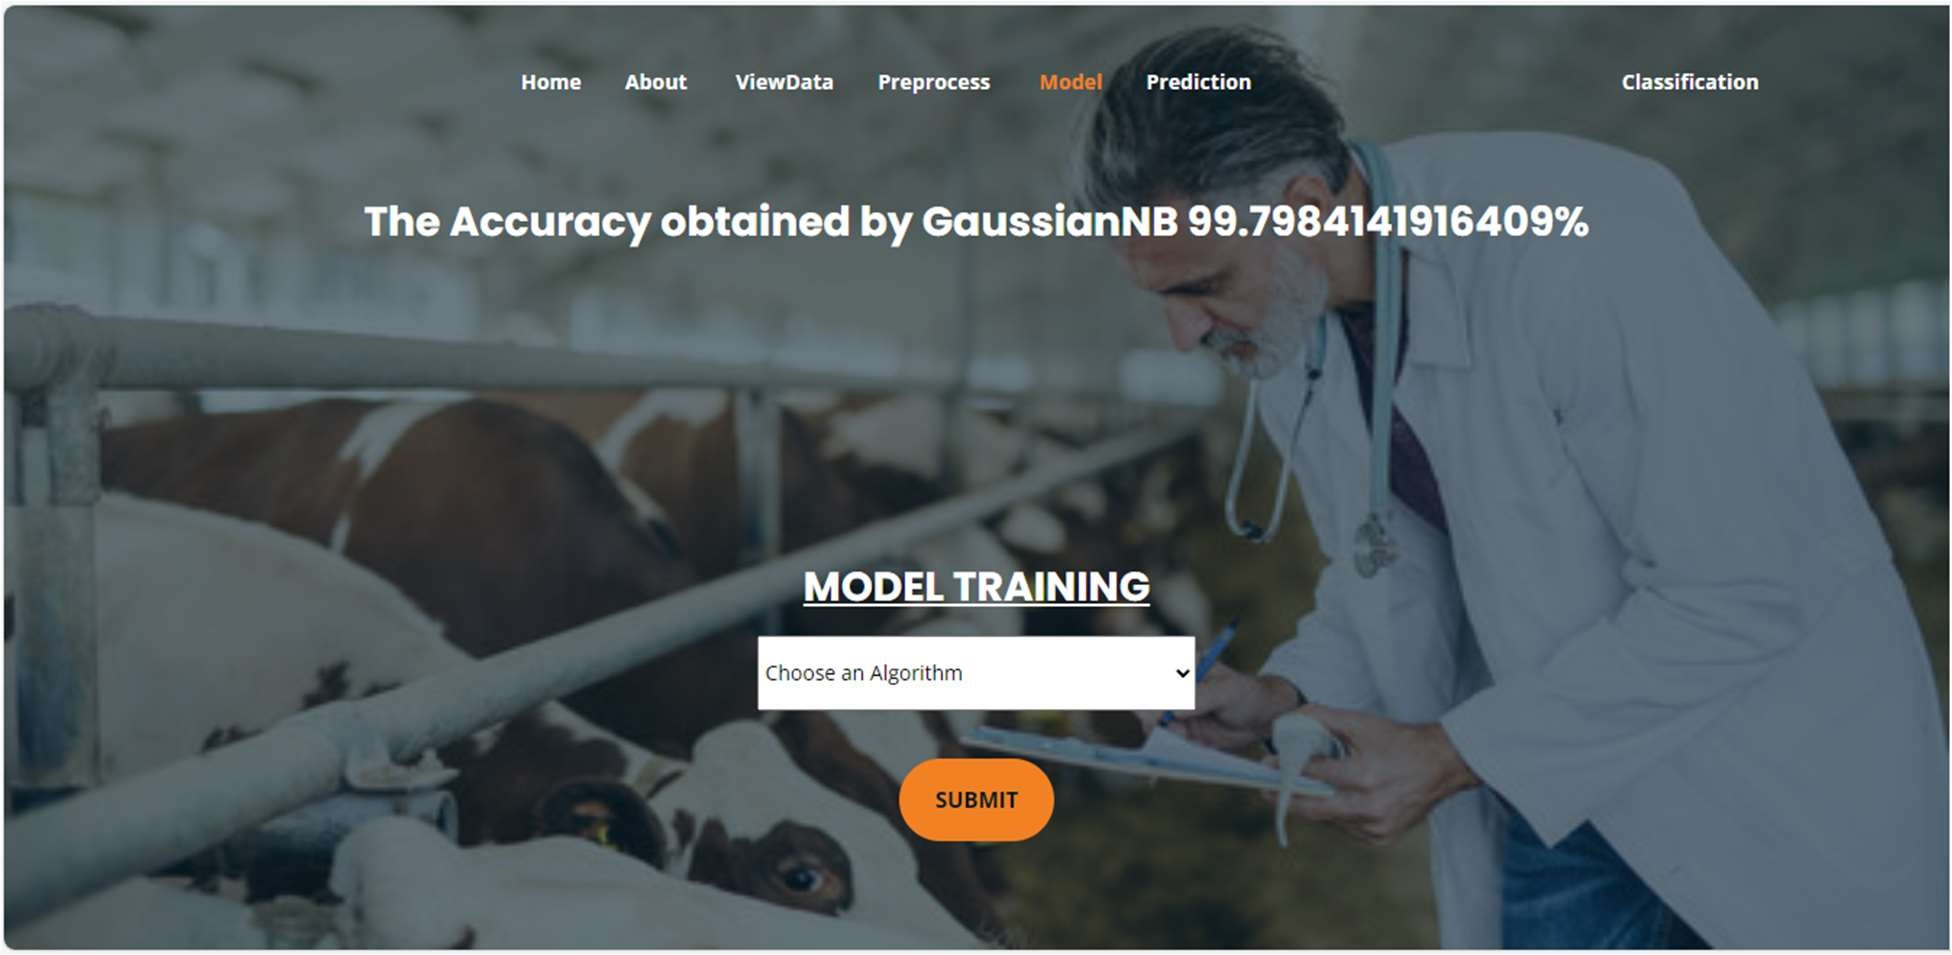 Home About ViewData Preprocess Model Prediction Classification
The Accuracy obtained by GaussianNB 99.7984141916409%
MODEL TRAINING
Choose an Algorithm
SUBMIT